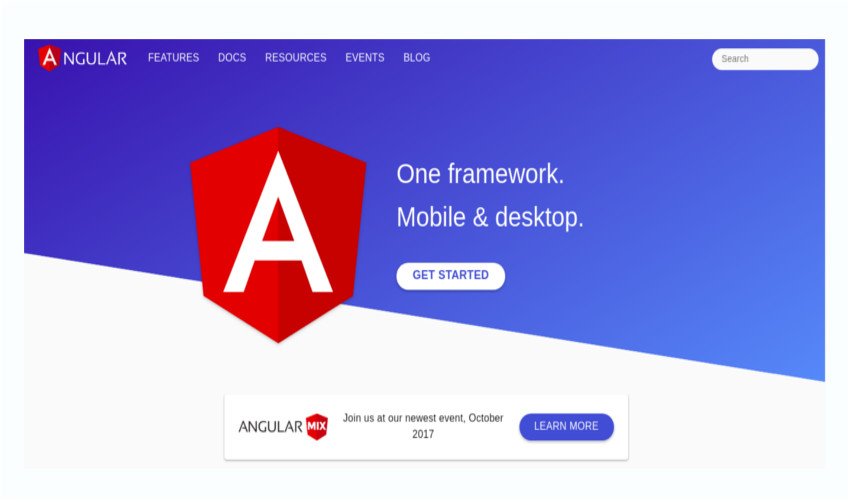 ANGULAR FEATURES DOCS RESOURCES EVENTS BLOG Search
A
One framework.
Mobile & desktop.
GET STARTED
ANGULAR MIX
Join us at our newest event, October
2017
LEARN MORE